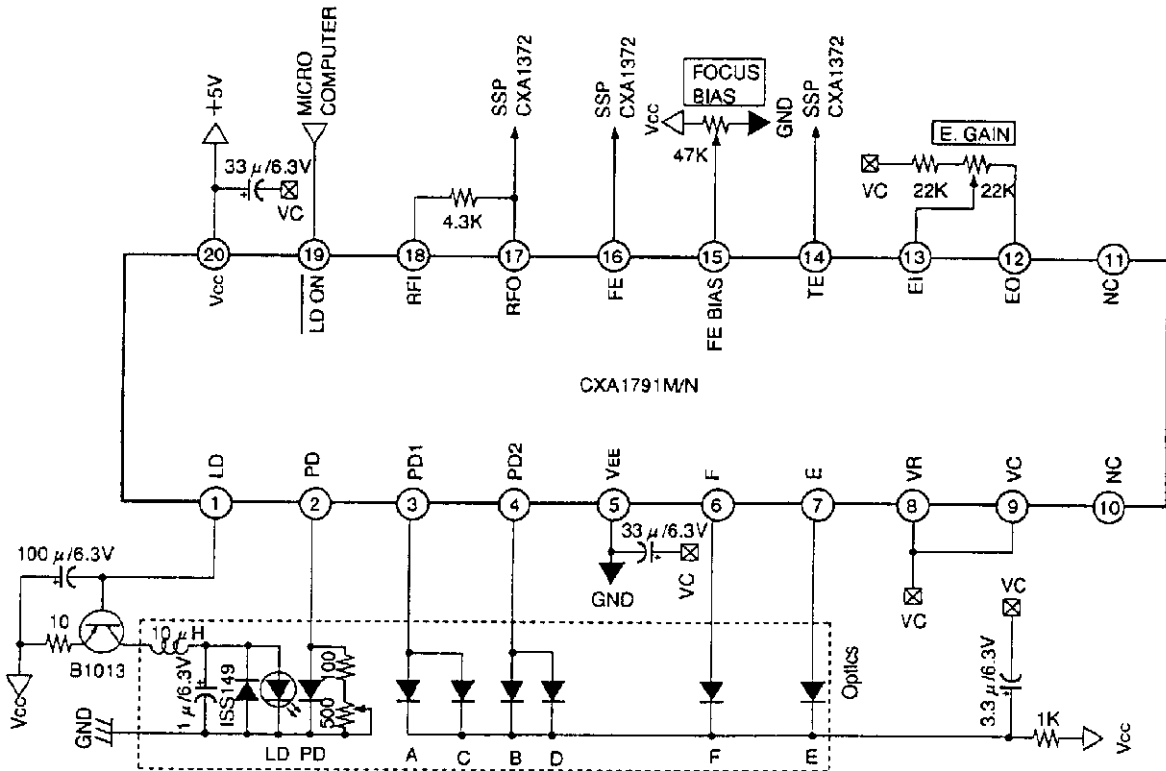 +5V
MICRO
COMPUTER
SSP
CXA1372
SSP
CXA1372
FOCUS
BIAS
Vcc
GND
47K
SSP
CXA1372
E. GAIN
33 μ/6.3V
VC
4.3K
VC
22K
22K
20
19
18
17
16
15
14
13
12
11
Vcc
LD ON
RFI
RFO
FE
FE BIAS
TE
EI
EO
NC
CXA1791M/N
LD
PD
PD1
PD2
VEE
F
E
VR
VC
NC
1
2
3
4
5
6
7
8
9
10
100 μ/6.3V
33 μ/6.3V
VC
GND
VC
VC
10
B1013
10 μH
1 μ/6.3V
ISS149
100
500
Optics
3.3 μ/6.3V
1K
Vcc
Vcc
GND
LD PD
A
C
B
D
F
E